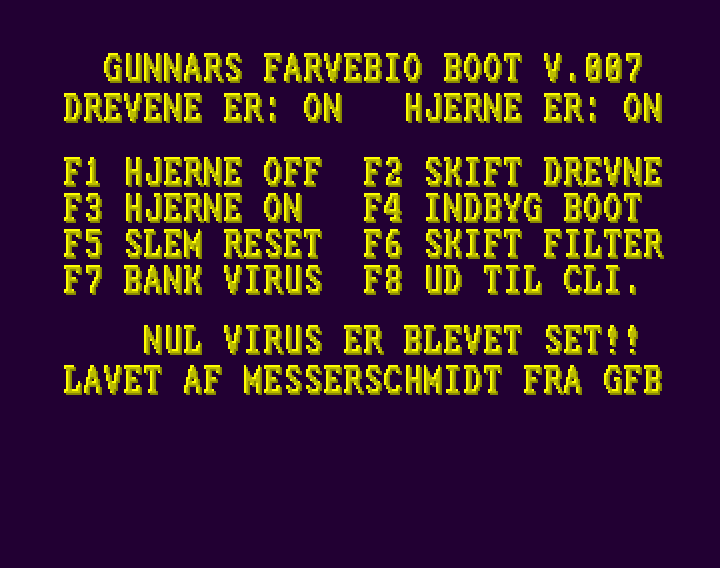 GUNNARS FARVEBIO BOOT V.007
DREVENE ER: ON HJERNE ER: ON
F1 HJERNE OFF F2 SKIFT DREVNE
F3 HJERNE ON F4 INDBYG BOOT
F5 SLEM RESET F6 SKIFT FILTER
F7 BANK VIRUS F8 UD TIL CLI.
NUL VIRUS ER BLEVET SET!!
LAVET AF MESSERSCHMIDT FRA GFB